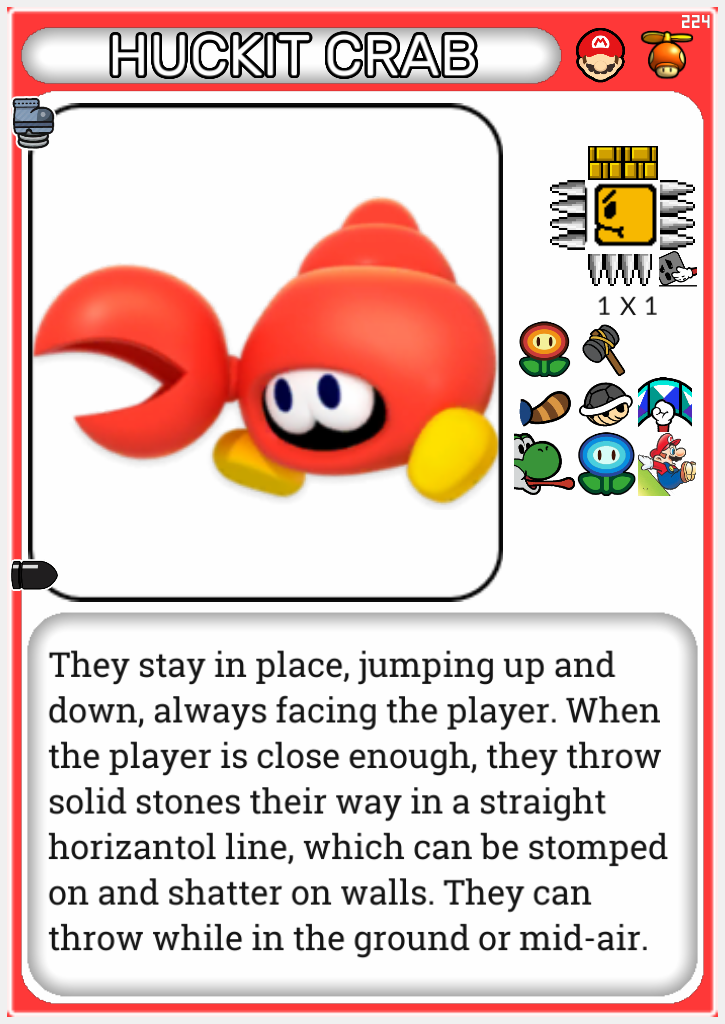 224
HUCKIT CRAB
1 X 1
They stay in place, jumping up and
down, always facing the player. When
the player is close enough, they throw
solid stones their way in a straight
horizantol line, which can be stomped
on and shatter on walls. They can
throw while in the ground or mid-air.